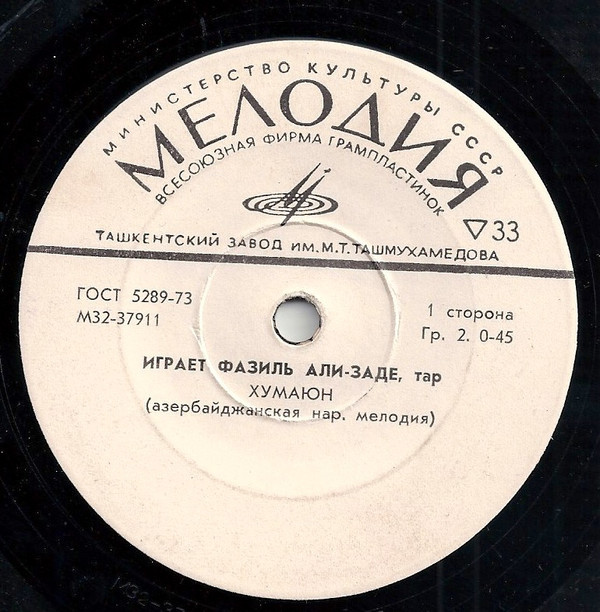 МИНИСТЕРСТВО КУЛЬТУРЫ СССР
МЕЛОДИЯ
ВСЕСОЮЗНАЯ ФИРМА ГРАМПЛАСТИНОК
▽33
ТАШКЕНТСКИЙ ЗАВОД ИМ. М.Т. ТАШМУХАМЕДОВА
ГОСТ 5289-73
М32-37911
1 сторона
Гр. 2. 0-45
ИГРАЕТ ФАЗИЛЬ АЛИ-ЗАДЕ, тар
ХУМАЮН
(азербайджанская нар. мелодия)